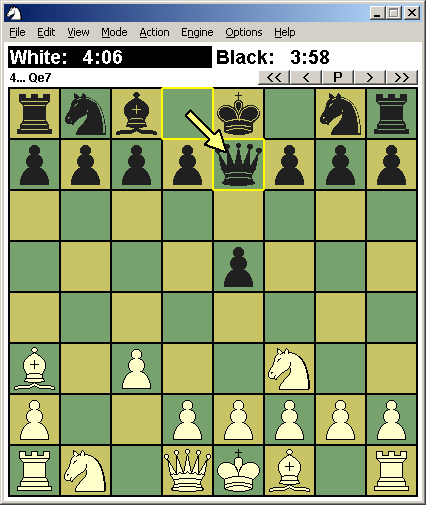 File Edit View Mode Action Engine Options Help
White: 4:06 Black: 3:58
4... Qe7 << < P > >>